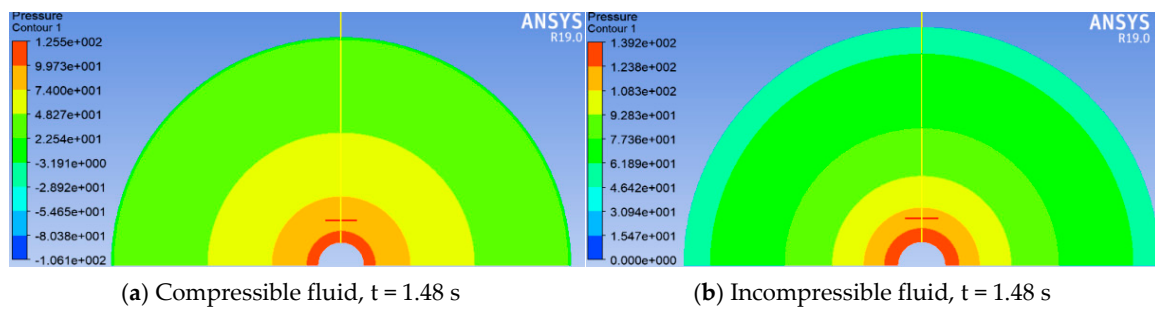 Pressure
Contour 1
1.255e+002
9.973e+001
7.400e+001
4.827e+001
2.254e+001
-3.191e+000
-2.892e+001
-5.465e+001
-8.038e+001
-1.061e+002
ANSYS
R19.0
Pressure
Contour 1
1.392e+002
1.238e+002
1.083e+002
9.283e+001
7.736e+001
6.189e+001
4.642e+001
3.094e+001
1.547e+001
0.000e+000
ANSYS
R19.0
(a) Compressible fluid, t = 1.48 s
(b) Incompressible fluid, t = 1.48 s